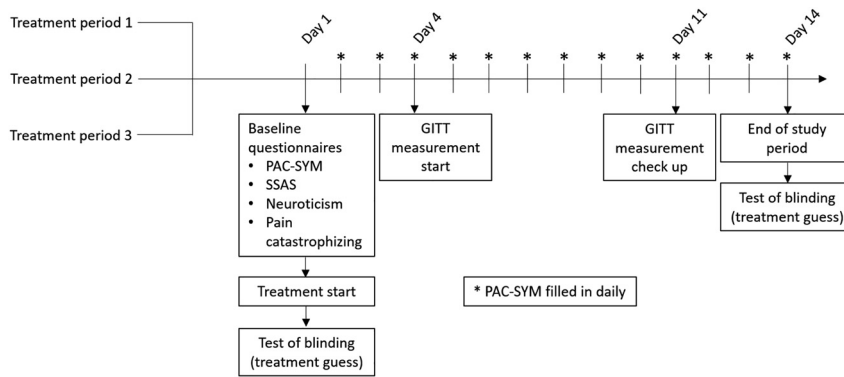 Treatment period 1
Treatment period 2
Treatment period 3
Day 1
Day 4
Day 11
Day 14
* * * * * * * * * * * * *
Baseline
questionnaires
• PAC-SYM
• SSAS
• Neuroticism
• Pain
catastrophizing
GITT
measurement
start
GITT
measurement
check up
End of study
period
Test of blinding
(treatment guess)
Treatment start
* PAC-SYM filled in daily
Test of blinding
(treatment guess)